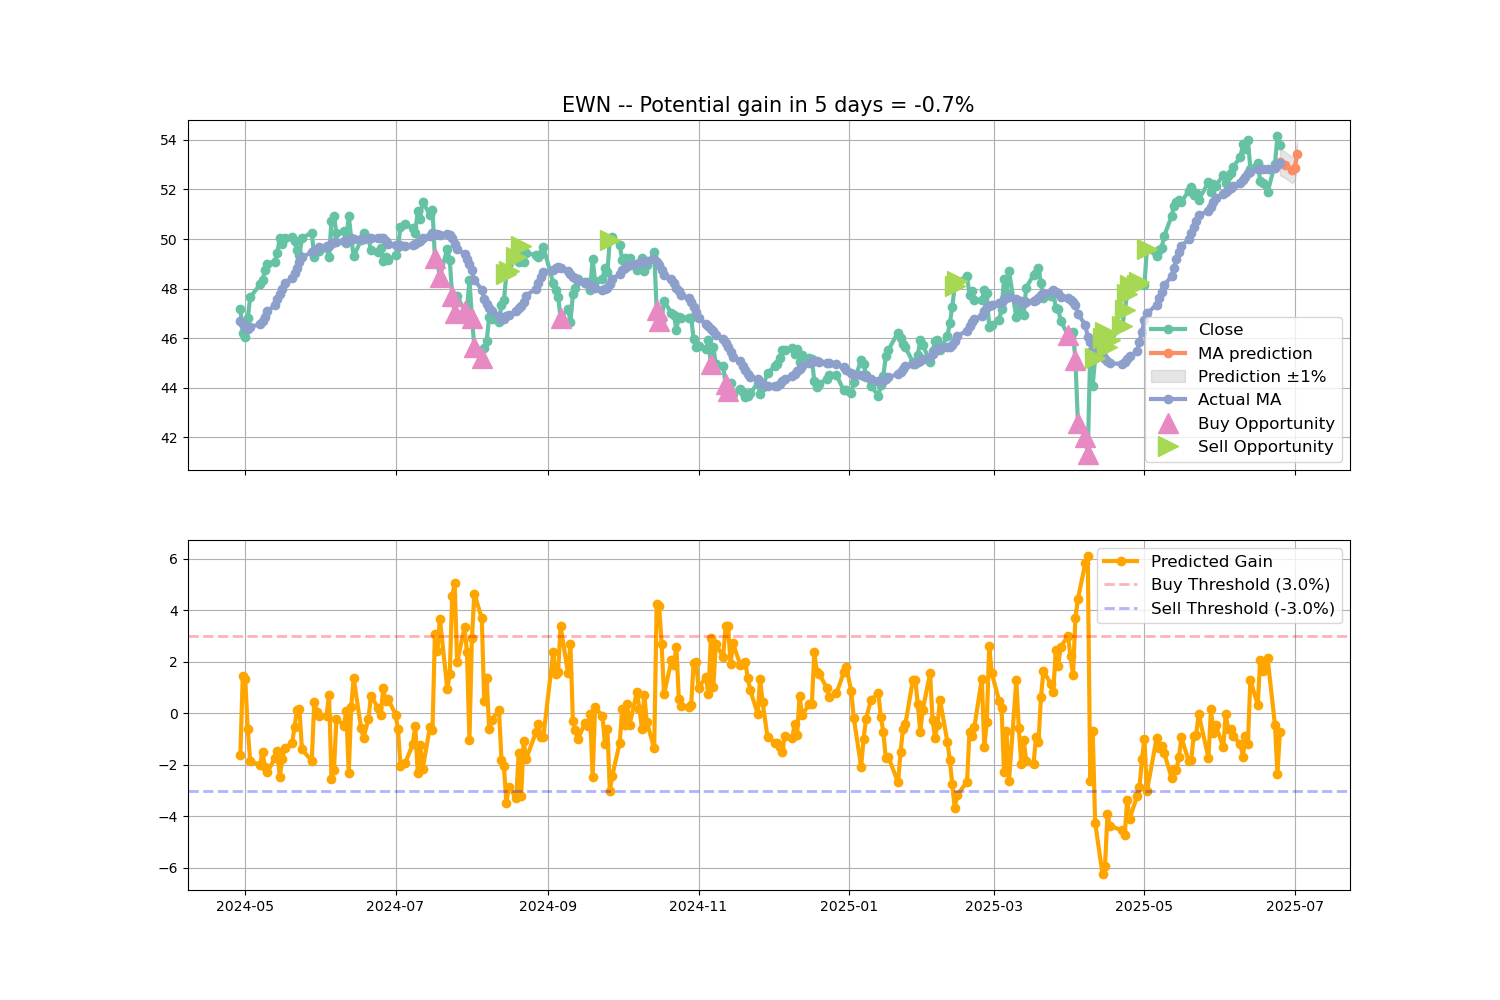 EWN -- Potential gain in 5 days = -0.7%
54
52
50
48
46
44
42
Close
MA prediction
Prediction ±1%
Actual MA
Buy Opportunity
Sell Opportunity
6
4
2
0
−2
−4
−6
Predicted Gain
Buy Threshold (3.0%)
Sell Threshold (-3.0%)
2024-05
2024-07
2024-09
2024-11
2025-01
2025-03
2025-05
2025-07